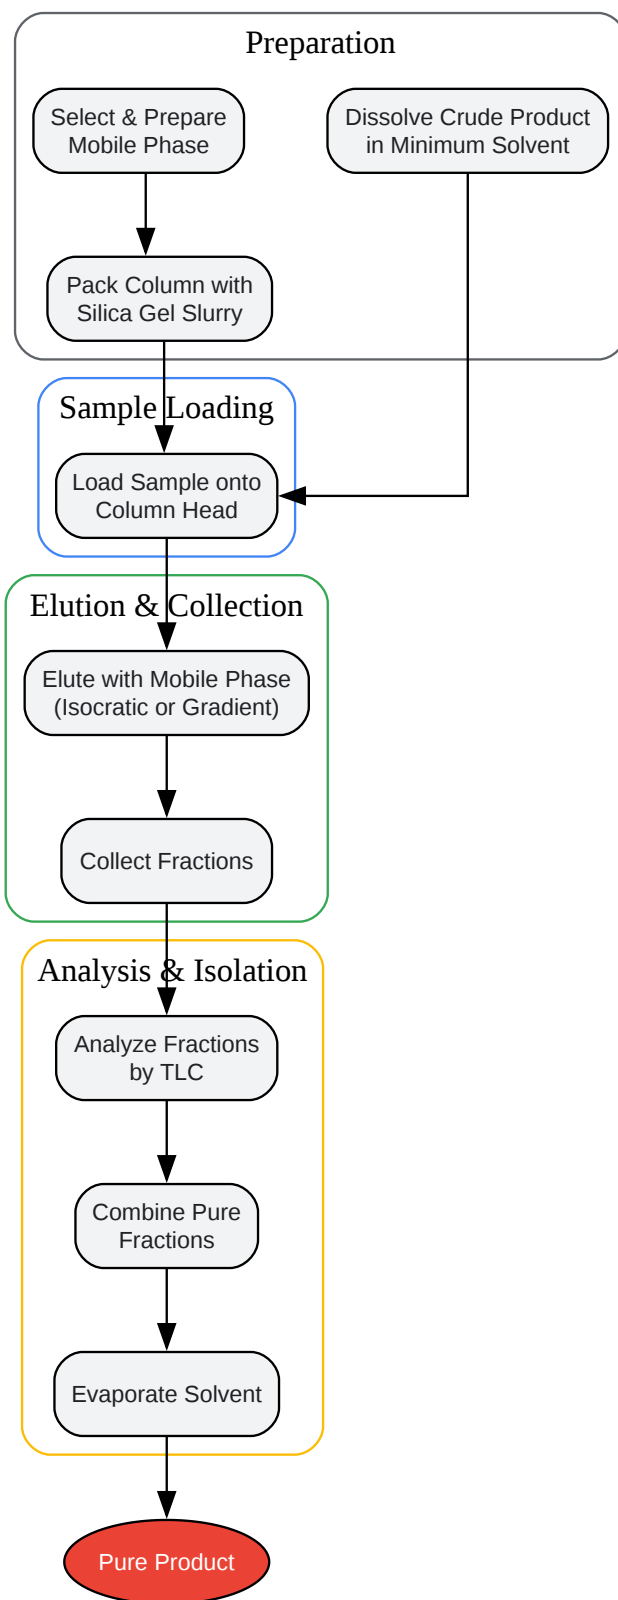 Preparation
Select & Prepare
Mobile Phase
Dissolve Crude Product
in Minimum Solvent
Pack Column with
Silica Gel Slurry
Sample Loading
Load Sample onto
Column Head
Elution & Collection
Elute with Mobile Phase
(Isocratic or Gradient)
Collect Fractions
Analysis & Isolation
Analyze Fractions
by TLC
Combine Pure
Fractions
Evaporate Solvent
Pure Product